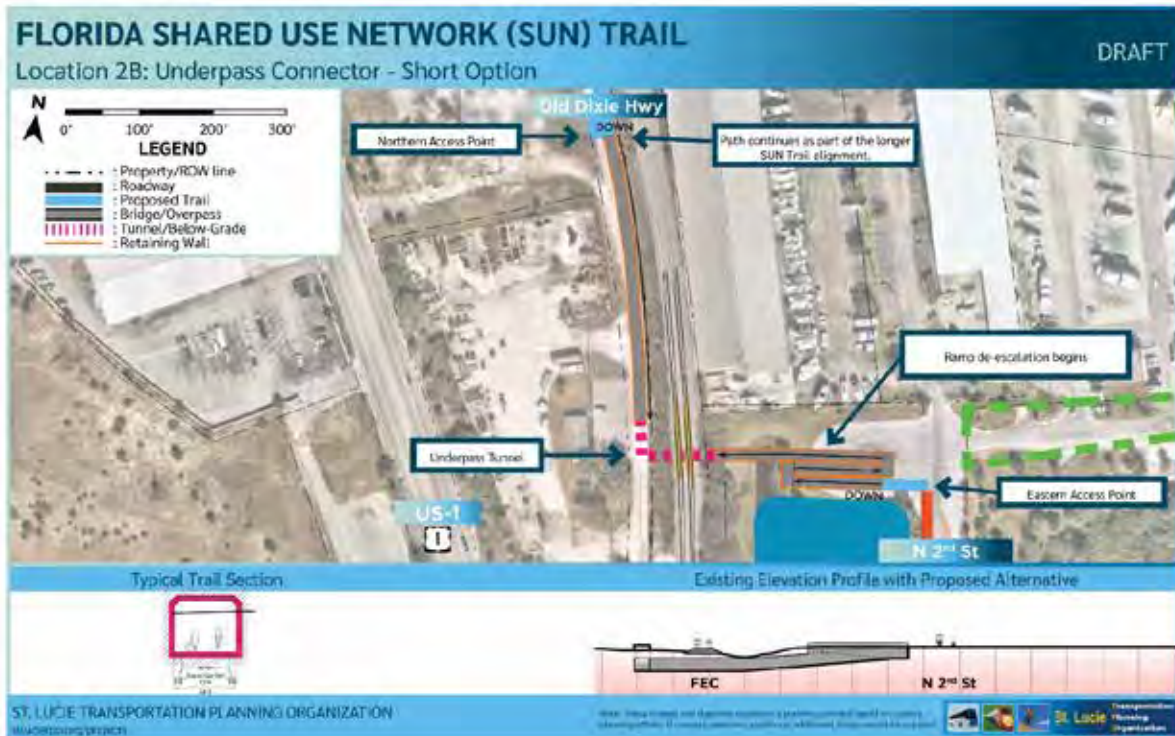 FLORIDA SHARED USE NETWORK (SUN) TRAIL
Location 2B: Underpass Connector - Short Option
DRAFT
N
0' 100' 200' 300'
LEGEND
: Property/ROW line
: Roadway
: Proposed Trail
: Bridge/Overpass
: Tunnel/Below-Grade
: Retaining Wall
Old Dixie Hwy
DOWN
Northern Access Point
Path continues as part of the longer
SUN Trail alignment.
Ramp de-escalation begins
Underpass Tunnel
DOWN
Eastern Access Point
US-1
1
N 2nd St
Typical Trail Section
Existing Elevation Profile with Proposed Alternative
FEC
N 2nd St
ST. LUCIE TRANSPORTATION PLANNING ORGANIZATION
St. Lucie
Transportation
Planning
Organization